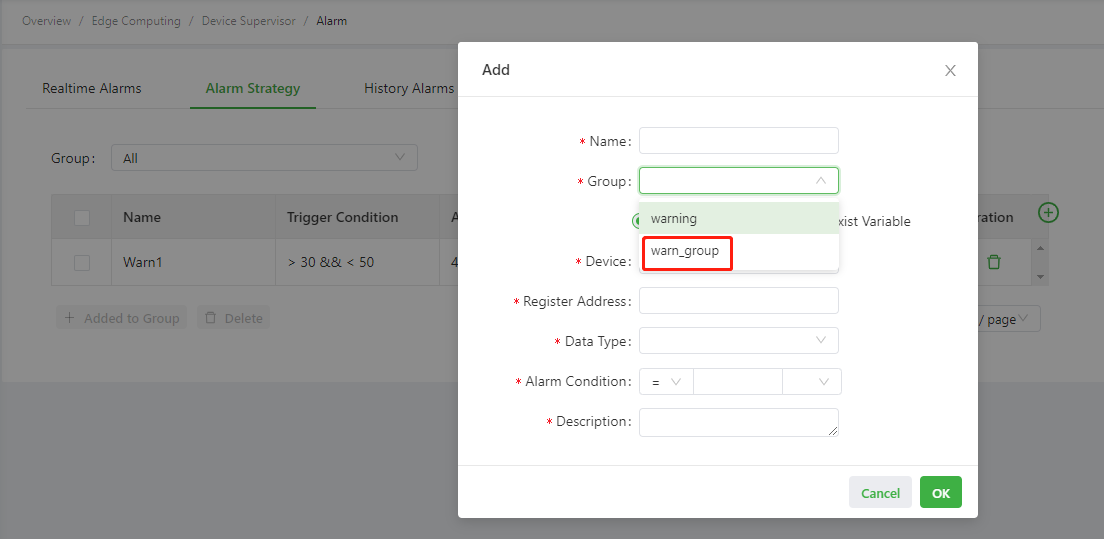 Overview / Edge Computing / Device Supervisor / Alarm
Add
Realtime Alarms Alarm Strategy History Alarms
* Name:
Group: All
* Group:
warning
warn_group
Name Trigger Condition A ration
xist Variable
Warn1 > 30 && < 50 4
* Device:
* Register Address:
+ Added to Group Delete / page
* Data Type:
* Alarm Condition: =
* Description:
Cancel OK